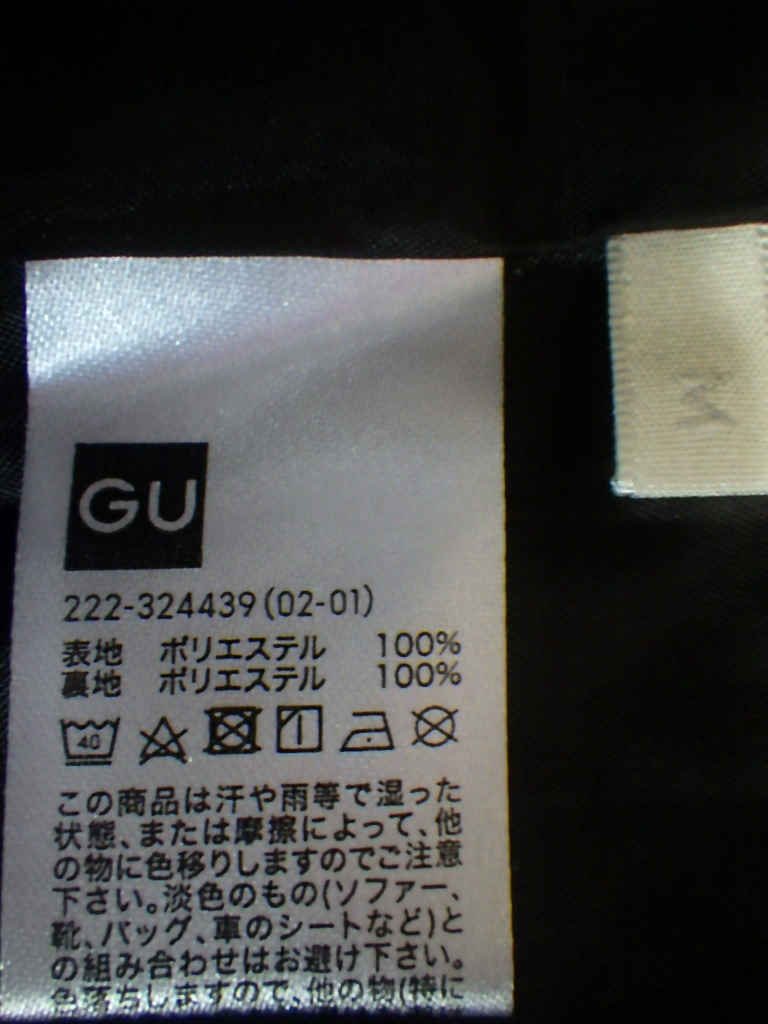 GU
222-324439(02-01)
表地 ポリエステル 100%
裏地 ポリエステル 100%
40
この商品は汗や雨等で湿った
状態、または摩擦によって、他
の物に色移りしますのでご注意
下さい。淡色のもの(ソファー、
靴、バッグ、車のシートなど)と
の組み合わせはお避け下さい。
色落ちしますので、他の物(特に
M